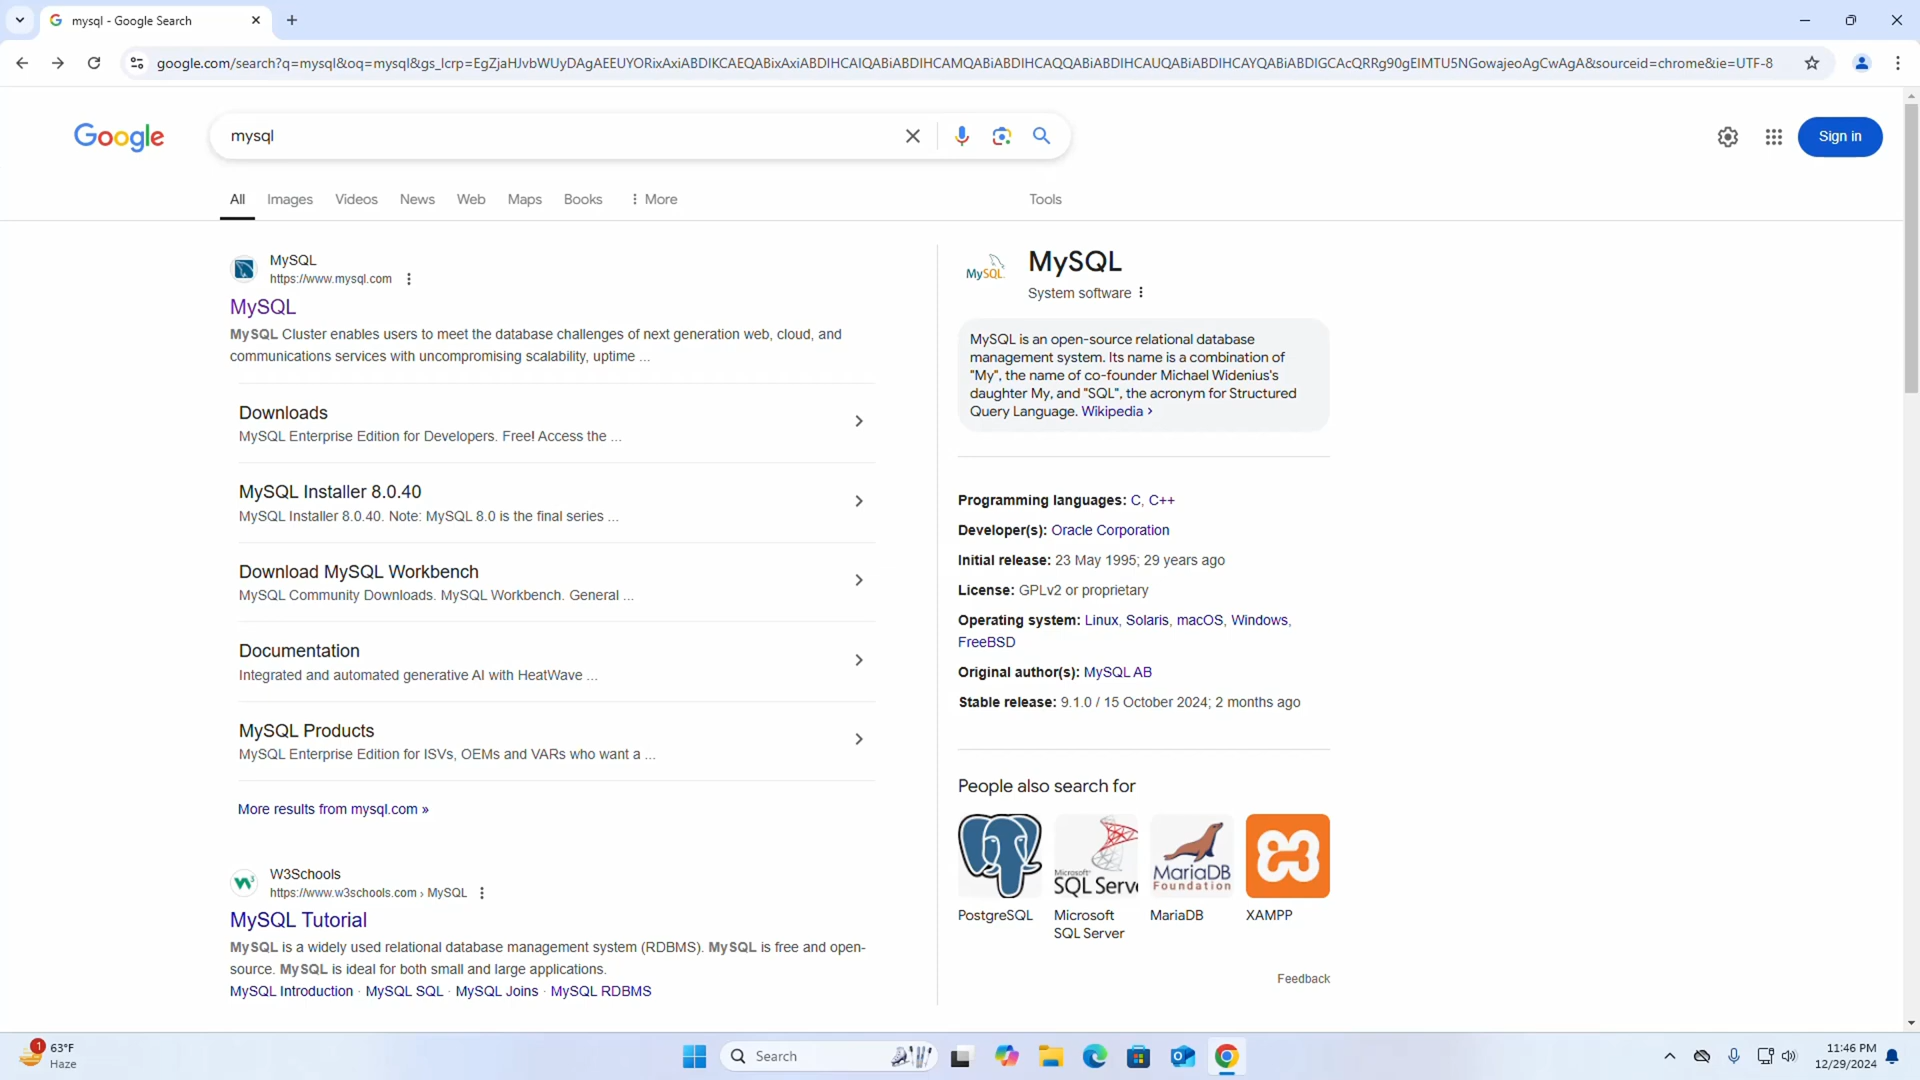 mysql - Google Search
google.com/search?q=mysql&oq=mysql&gs_lcrp=EgZjaHJvbWUyDAgAEEUYORixAxiABDIKCAEQABixAxiABDIHCAIQABiABDIHCAMQABiABDIHCAQQABiABDIHCAUQABiABDIHCAYQABiABDIGCAcQRRg90gEIMTU5NGowajeoAgCwAgA&sourceid=chrome&ie=UTF-8
Google
mysql
Sign in
All Images Videos News Web Maps Books More Tools
MySQL
https://www.mysql.com
MySQL
MySQL Cluster enables users to meet the database challenges of next generation web, cloud, and
communications services with uncompromising scalability, uptime ...
Downloads
MySQL Enterprise Edition for Developers. Free! Access the ...
MySQL Installer 8.0.40
MySQL Installer 8.0.40. Note: MySQL 8.0 is the final series ...
Download MySQL Workbench
MySQL Community Downloads. MySQL Workbench. General ...
Documentation
Integrated and automated generative AI with HeatWave ...
MySQL Products
MySQL Enterprise Edition for ISVs, OEMs and VARs who want a ...
More results from mysql.com »
W3Schools
https://www.w3schools.com › MySQL
MySQL Tutorial
MySQL is a widely used relational database management system (RDBMS). MySQL is free and open-
source. MySQL is ideal for both small and large applications.
MySQL Introduction · MySQL SQL · MySQL Joins · MySQL RDBMS
MySQL
MySQL
System software
MySQL is an open-source relational database
management system. Its name is a combination of
"My", the name of co-founder Michael Widenius's
daughter My, and "SQL", the acronym for Structured
Query Language. Wikipedia ›
Programming languages: C, C++
Developer(s): Oracle Corporation
Initial release: 23 May 1995; 29 years ago
License: GPLv2 or proprietary
Operating system: Linux, Solaris, macOS, Windows,
FreeBSD
Original author(s): MySQL AB
Stable release: 9.1.0 / 15 October 2024; 2 months ago
People also search for
Microsoft
SQL Serv
MariaDB
Foundation
PostgreSQL
Microsoft
SQL Server
MariaDB
XAMPP
Feedback
1
63°F
Haze
Search
11:46 PM
12/29/2024